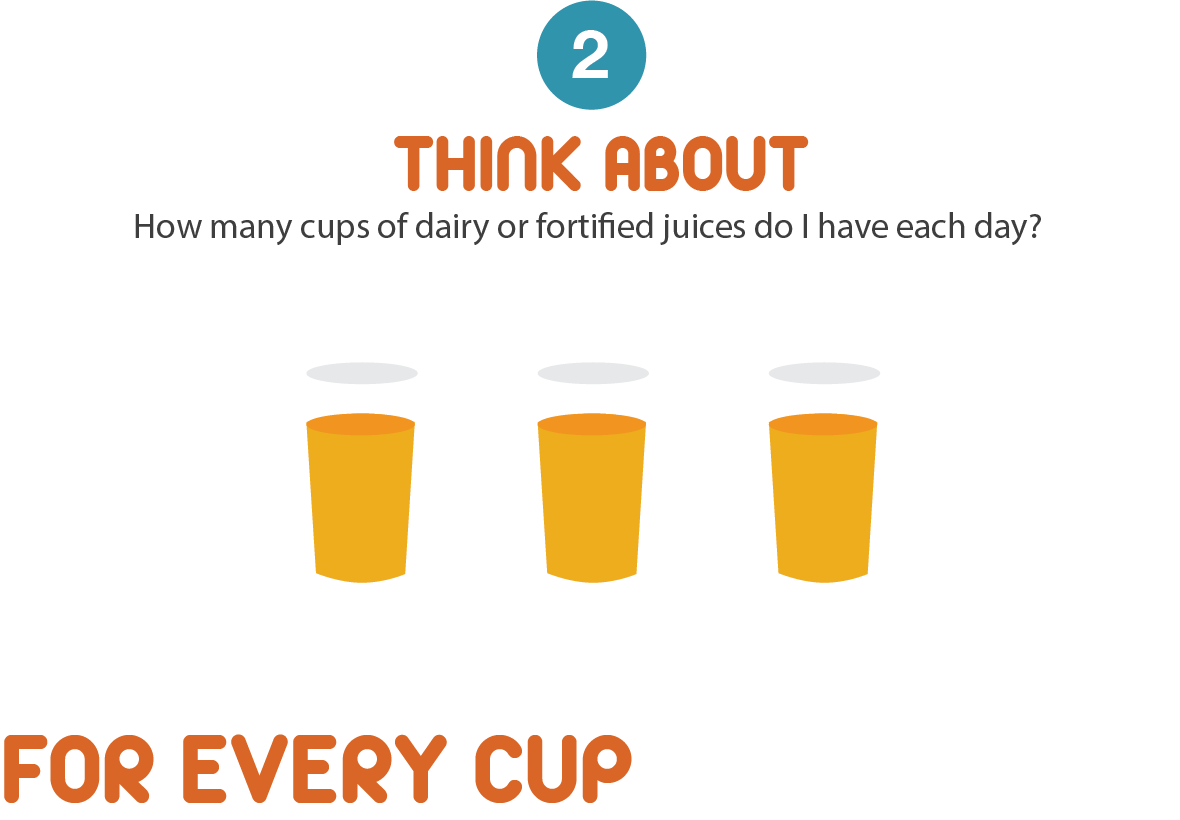 2
THINK ABOUT
How many cups of dairy or fortified juices do I have each day?
FOR EVERY CUP